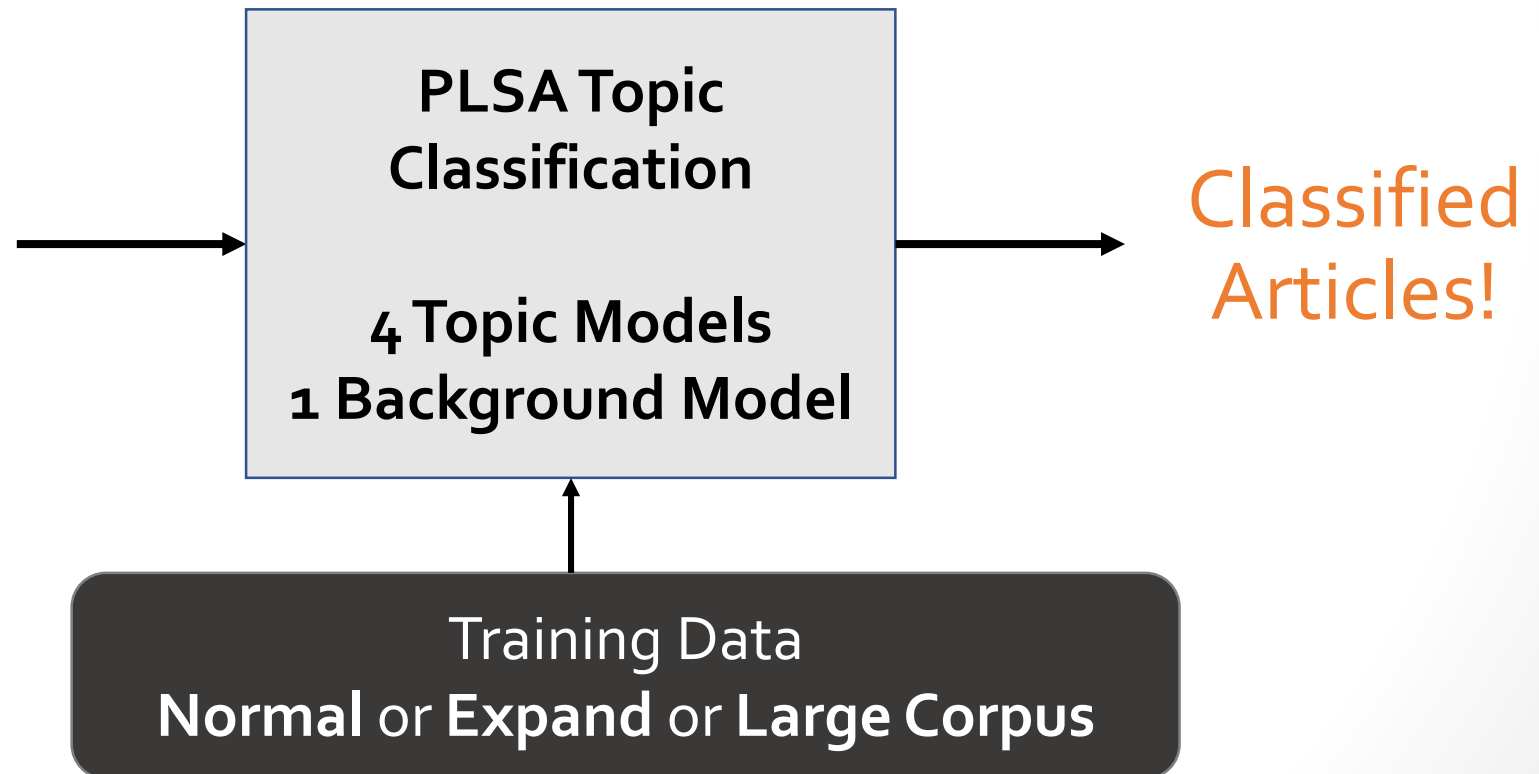 PLSA Topic
Classification
4 Topic Models
1 Background Model
Classified
Articles!
Training Data
Normal or Expand or Large Corpus